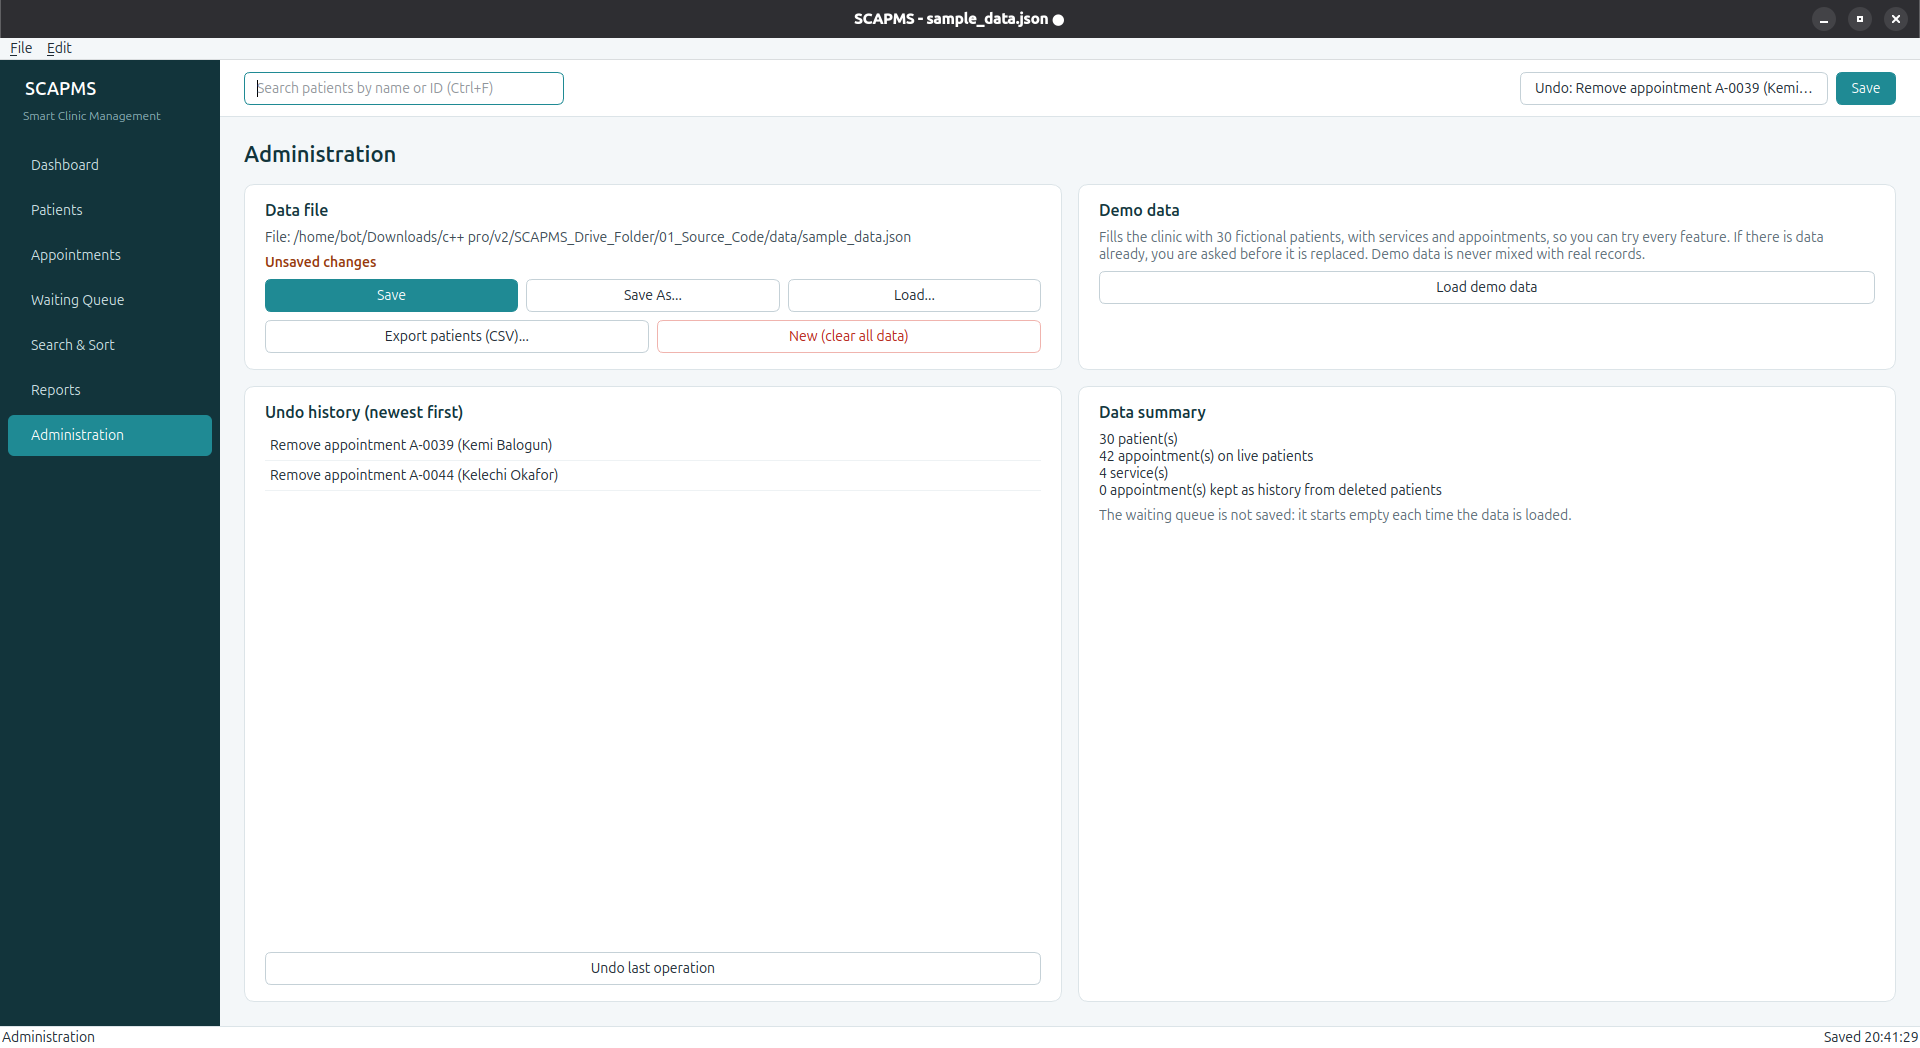 SCAPMS - sample_data.json ●
File Edit
SCAPMS
Smart Clinic Management
Dashboard
Patients
Appointments
Waiting Queue
Search & Sort
Reports
Administration
Search patients by name or ID (Ctrl+F)
Undo: Remove appointment A-0039 (Kemi...
Save
Administration
Data file
File: /home/bot/Downloads/c++ pro/v2/SCAPMS_Drive_Folder/01_Source_Code/data/sample_data.json
Unsaved changes
Save
Save As...
Load...
Export patients (CSV)...
New (clear all data)
Demo data
Fills the clinic with 30 fictional patients, with services and appointments, so you can try every feature. If there is data
already, you are asked before it is replaced. Demo data is never mixed with real records.
Load demo data
Undo history (newest first)
Remove appointment A-0039 (Kemi Balogun)
Remove appointment A-0044 (Kelechi Okafor)
Undo last operation
Data summary
30 patient(s)
42 appointment(s) on live patients
4 service(s)
0 appointment(s) kept as history from deleted patients
The waiting queue is not saved: it starts empty each time the data is loaded.
Administration
Saved 20:41:29